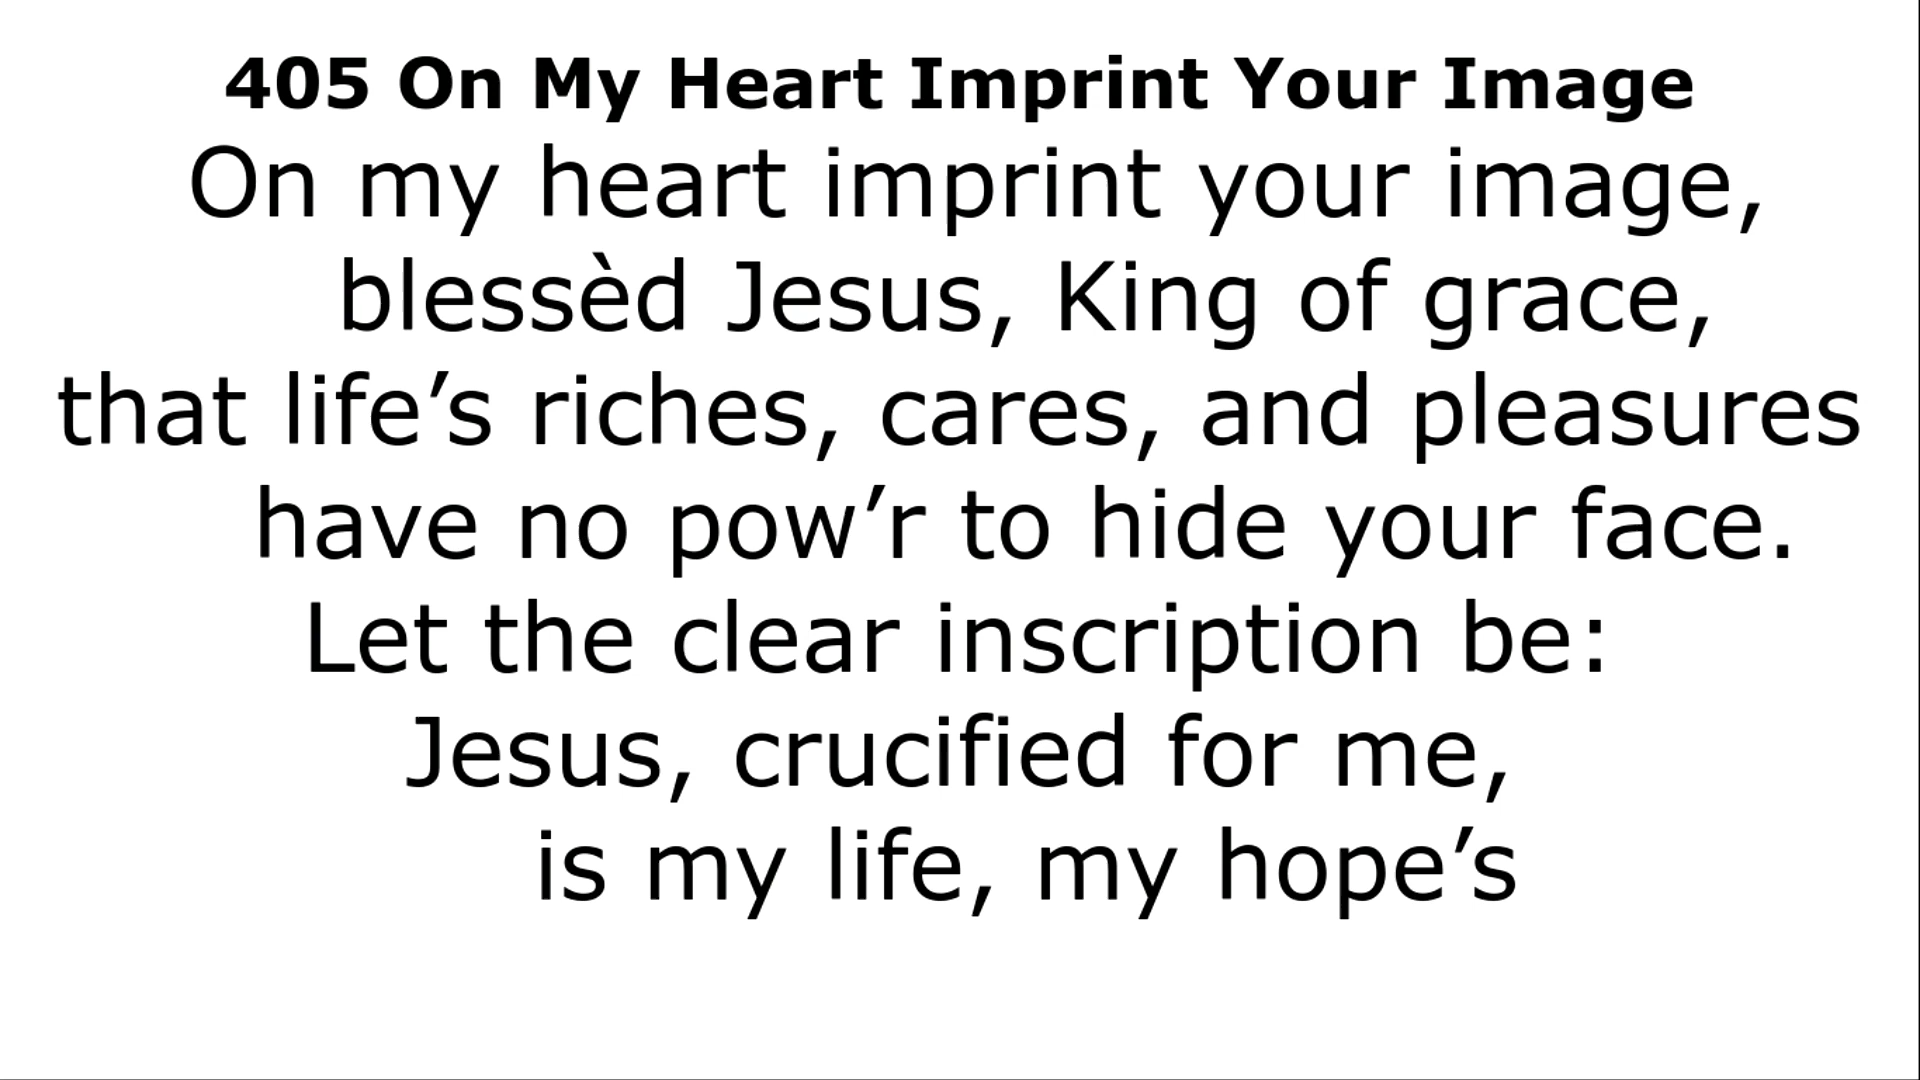 405 On My Heart Imprint Your Image
On my heart imprint your image,
blessèd Jesus, King of grace,
that life’s riches, cares, and pleasures
have no pow’r to hide your face.
Let the clear inscription be:
Jesus, crucified for me,
is my life, my hope’s